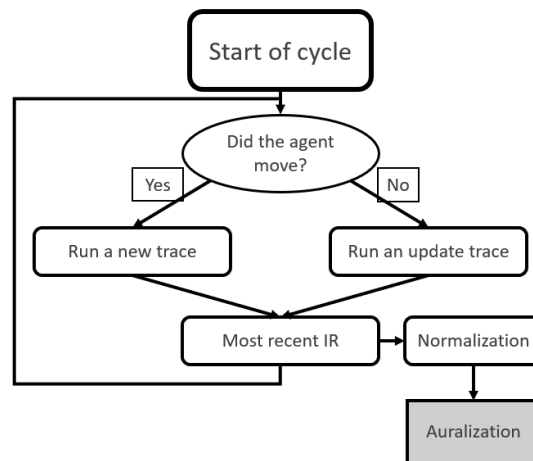 Start of cycle
Did the agent
move?
Yes
No
Run a new trace
Run an update trace
Most recent IR
Normalization
Auralization